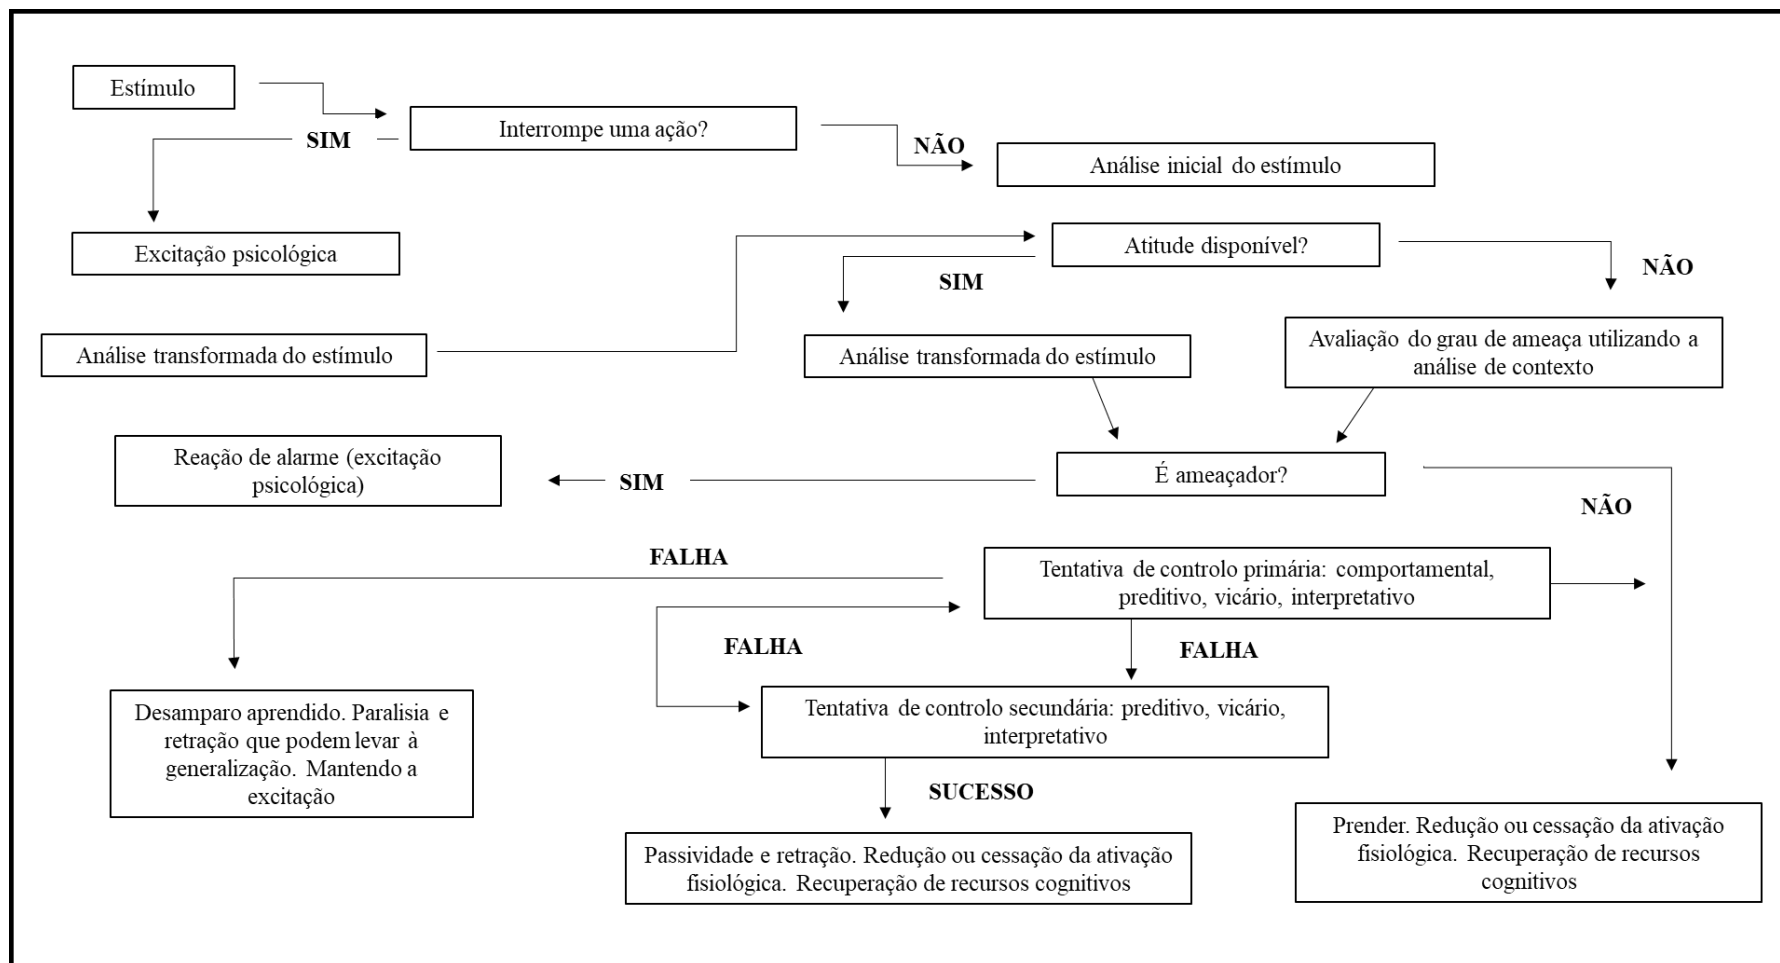 Estímulo
Interrompe uma ação?
SIM
NÃO
Análise inicial do estímulo
Excitação psicológica
Atitude disponível?
SIM
NÃO
Análise transformada do estímulo
Análise transformada do estímulo
Avaliação do grau de ameaça utilizando a
análise de contexto
Reação de alarme (excitação
psicológica)
SIM
É ameaçador?
NÃO
FALHA
Tentativa de controlo primária: comportamental,
preditivo, vicário, interpretativo
FALHA
FALHA
Desamparo aprendido. Paralisia e
retração que podem levar à
generalização. Mantendo a
excitação
Tentativa de controlo secundária: preditivo, vicário,
interpretativo
SUCESSO
Passividade e retração. Redução ou cessação da ativação
fisiológica. Recuperação de recursos cognitivos
Prender. Redução ou cessação da ativação
fisiológica. Recuperação de recursos
cognitivos